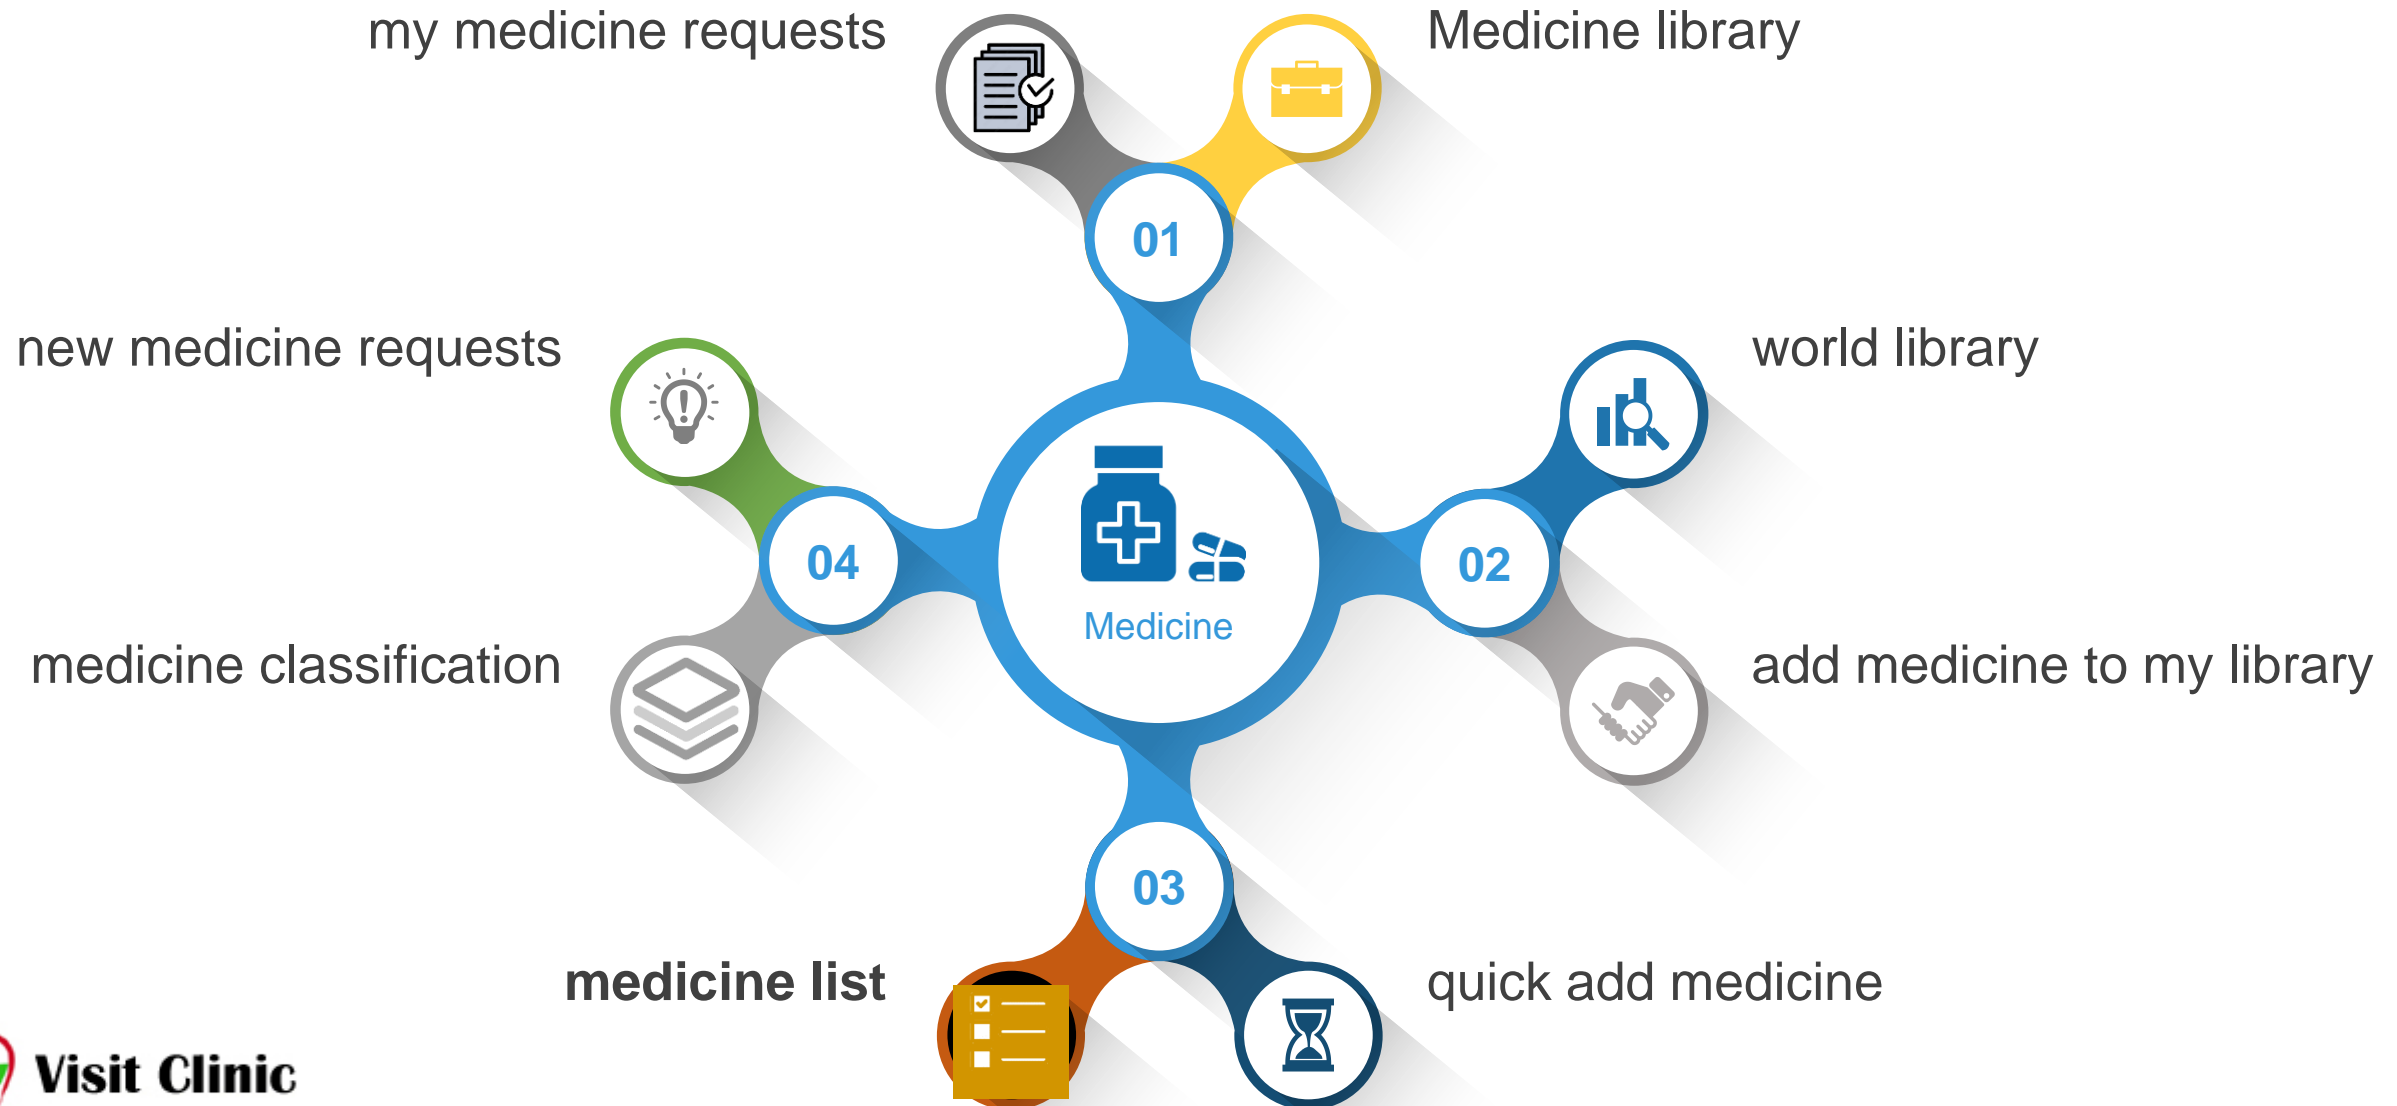 my medicine requests
Medicine library
01
new medicine requests
world library
04
02
Medicine
medicine classification
add medicine to my library
03
medicine list
quick add medicine
Visit Clinic